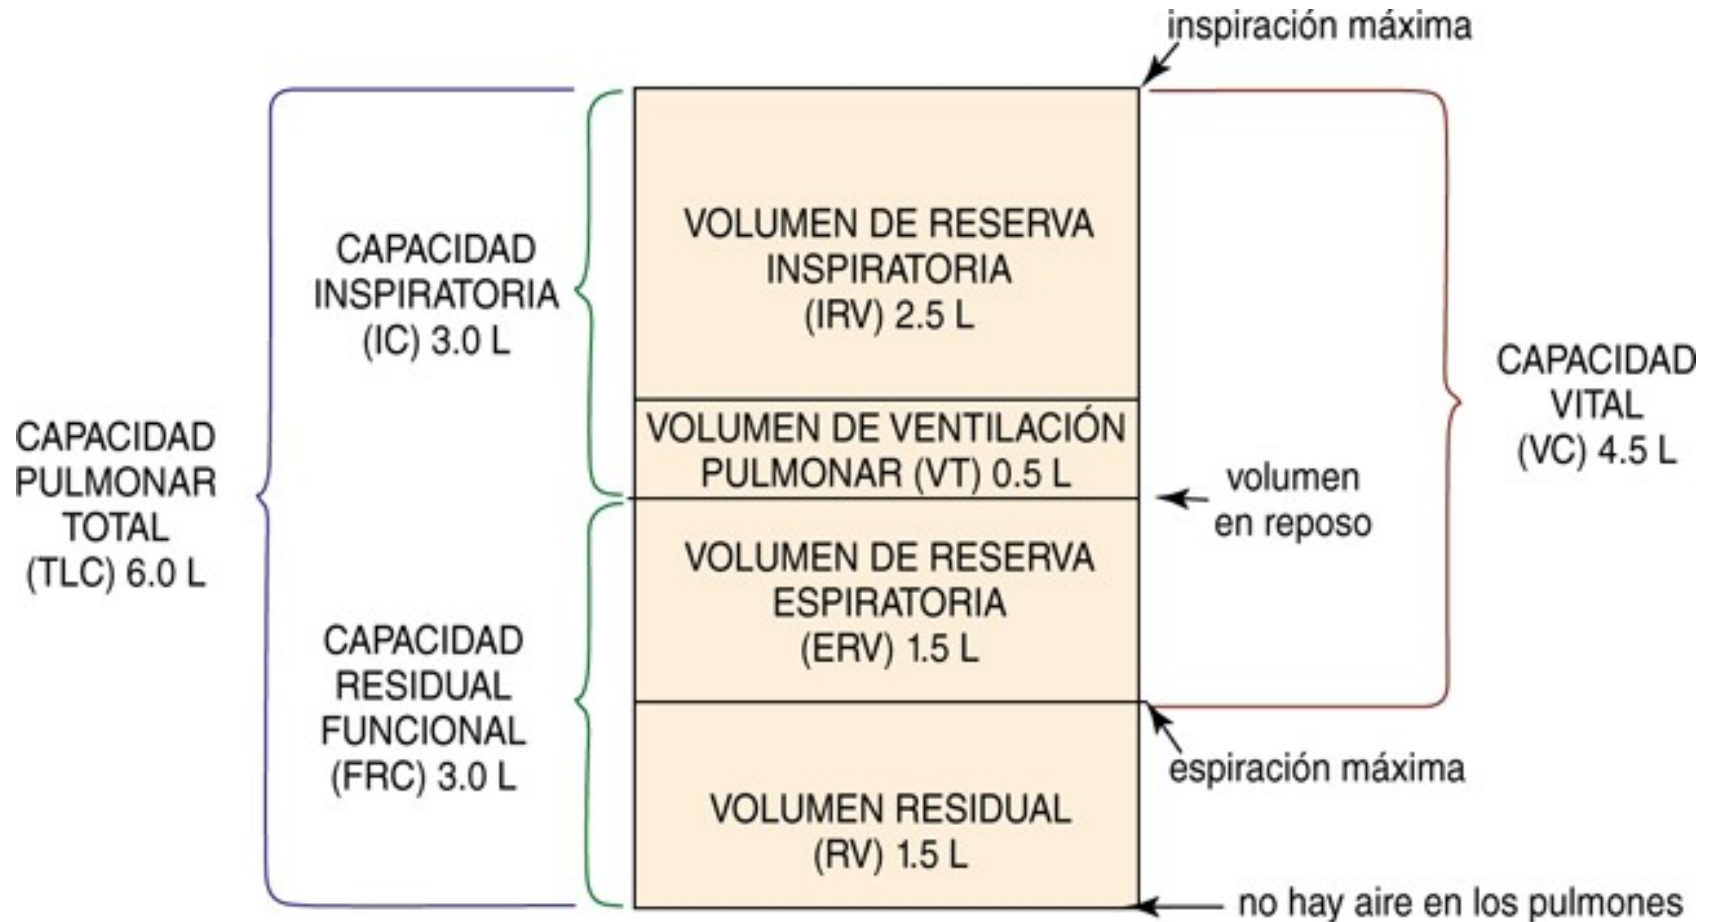 inspiración máxima
CAPACIDAD
PULMONAR
TOTAL
(TLC) 6.0 L
CAPACIDAD
INSPIRATORIA
(IC) 3.0 L
CAPACIDAD
RESIDUAL
FUNCIONAL
(FRC) 3.0 L
VOLUMEN DE RESERVA
INSPIRATORIA
(IRV) 2.5 L
VOLUMEN DE VENTILACIÓN
PULMONAR (VT) 0.5 L
VOLUMEN DE RESERVA
ESPIRATORIA
(ERV) 1.5 L
VOLUMEN RESIDUAL
(RV) 1.5 L
volumen
en reposo
espiración máxima
no hay aire en los pulmones
CAPACIDAD
VITAL
(VC) 4.5 L